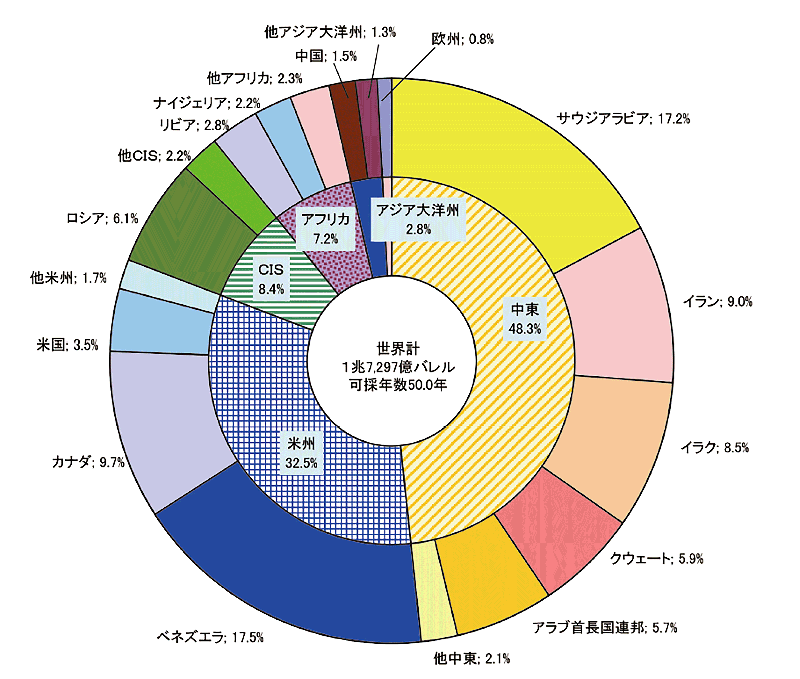 他アジア大洋州; 1.3%
欧州; 0.8%
中国; 1.5%
他アフリカ; 2.3%
ナイジェリア; 2.2%
リビア; 2.8%
他CIS; 2.2%
サウジアラビア; 17.2%
ロシア; 6.1%
アフリカ
7.2%
アジア大洋州
2.8%
CIS
8.4%
他米州; 1.7%
イラン; 9.0%
中東
48.3%
米国; 3.5%
世界計
1兆7,297億バレル
可採年数50.0年
米州
32.5%
イラク; 8.5%
カナダ; 9.7%
クウェート; 5.9%
アラブ首長国連邦; 5.7%
ベネズエラ; 17.5%
他中東; 2.1%